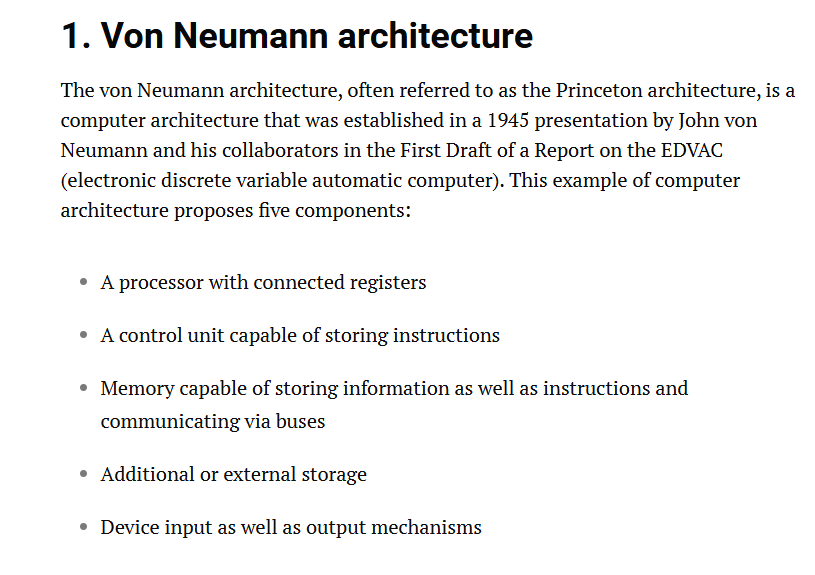 1. Von Neumann architecture
The von Neumann architecture, often referred to as the Princeton architecture, is a
computer architecture that was established in a 1945 presentation by John von
Neumann and his collaborators in the First Draft of a Report on the EDVAC
(electronic discrete variable automatic computer). This example of computer
architecture proposes five components:
• A processor with connected registers
• A control unit capable of storing instructions
• Memory capable of storing information as well as instructions and
communicating via buses
• Additional or external storage
• Device input as well as output mechanisms